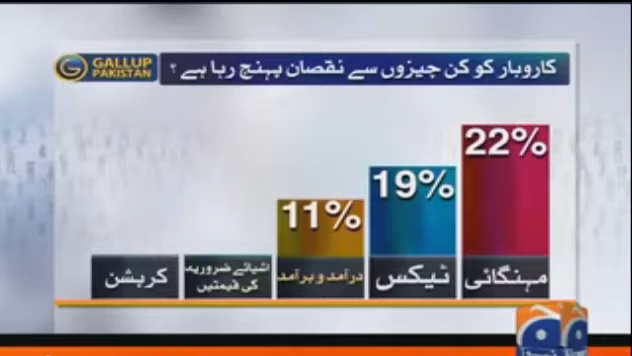 GALLUP
PAKISTAN
کاروبار کو کن چیزوں سے نقصان پہنچ رہا ہے ؟
22%
19%
11%
مہنگائی
ٹیکس
درآمد و برآمد
اشیائے ضروریہ
کی قیمتیں
کرپشن